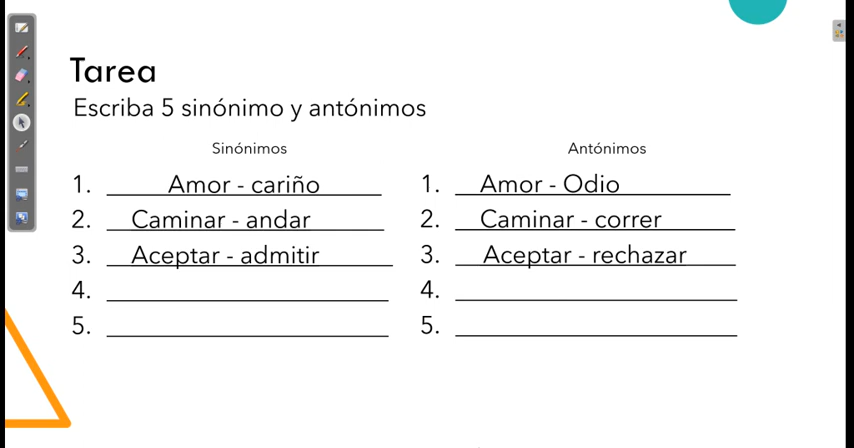 Tarea
Escriba 5 sinónimo y antónimos
Sinónimos
1. Amor - cariño
2. Caminar - andar
3. Aceptar - admitir
4.
5.
Antónimos
1. Amor - Odio
2. Caminar - correr
3. Aceptar - rechazar
4.
5.